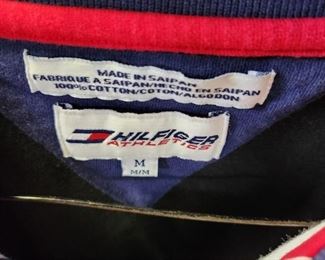 MADE IN SAIPAN
FABRIQUE A SAIPAN/HECHO EN SAIPAN
100% COTTON/COTON/ALGODON
HILFIGER
ATHLETICS
M
M/M